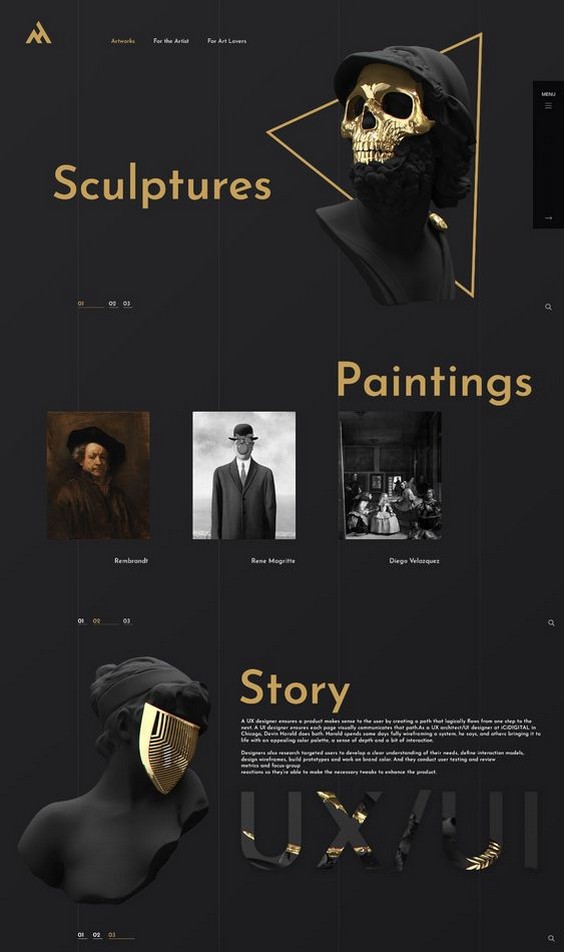 Artworks
For the Artist
For Art Lovers
MENU
Sculptures
01 02 03
Paintings
Rembrandt
Rene Magritte
Diego Velazquez
01 02 03
Story
A UX designer ensures a product makes sense to the user by creating a path that logically flows from one step to the
next. A UI designer ensures each page visually communicates that path.As a UX architect/UI designer at iCiDIGITAL in
Chicago, Devin Harold does both. Harold spends some days fully wireframing a system, he says, and others bringing it to
life with an appealing color palette, a sense of depth and a bit of interaction.
Designers also research targeted users to develop a clear understanding of their needs, define interaction models,
design wireframes, build prototypes and work on brand color. And they conduct user testing and review
metrics and focus-group
reactions so they're able to make the necessary tweaks to enhance the product.
UX/UI
01 02 03